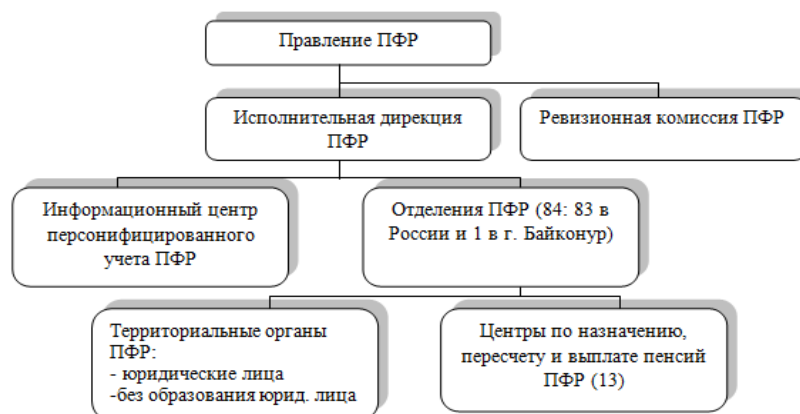 Правление ПФР
Исполнительная дирекция
ПФР
Ревизионная комиссия ПФР
Информационный центр
персонифицированного
учета ПФР
Отделения ПФР (84: 83 в
России и 1 в г. Байконур)
Территориальные органы
ПФР:
- юридические лица
-без образования юрид. лица
Центры по назначению,
пересчету и выплате пенсий
ПФР (13)